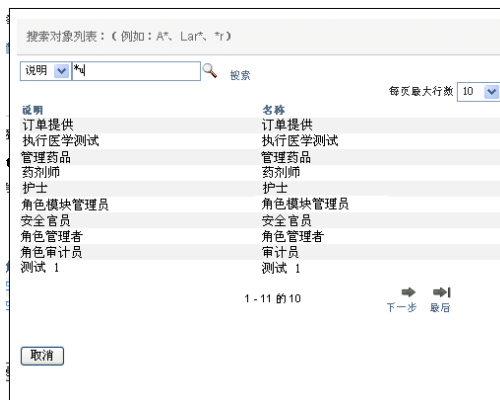 搜索对象列表：（例如：A*、Lar*、*r）
说明 *u 搜索
每页最大行数 10
说明 名称
订单提供 订单提供
执行医学测试 执行医学测试
管理药品 管理药品
药剂师 药剂师
护士 护士
角色模块管理员 角色模块管理员
安全官员 安全官员
角色管理者 角色管理者
角色审计员 审计员
测试 1 测试 1
1 - 11 的 10
下一步 最后
取消